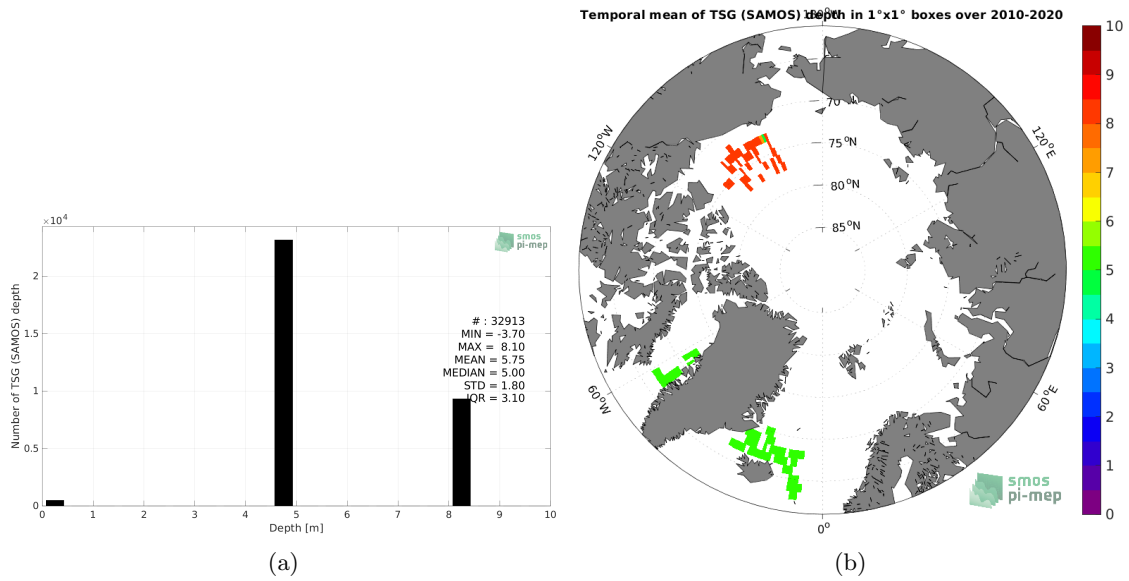 Temporal mean of TSG (SAMOS) depth in 1°x1° boxes over 2010-2020
180°W
120°W
120°E
60°W
60°E
0°
75°N
80°N
85°N
10
9
8
7
6
5
4
3
2
1
0
smos
pi-mep
×10⁴
2
1.5
1
0.5
0
Number of TSG (SAMOS) depth
smos
pi-mep
# : 32913
MIN = -3.70
MAX = 8.10
MEAN = 5.75
MEDIAN = 5.00
STD = 1.80
IQR = 3.10
0 1 2 3 4 5 6 7 8 9 10
Depth [m]
(a)
(b)